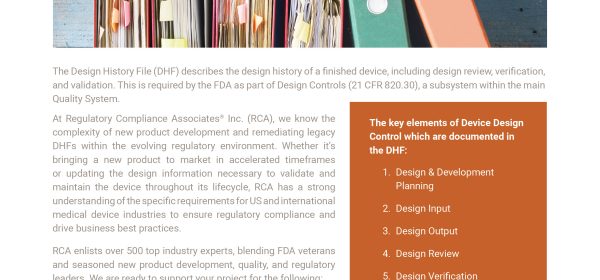 The Design History File (DHF) describes the design history of a finished device, including design review, verification,
and validation. This is required by the FDA as part of Design Controls (21 CFR 820.30), a subsystem within the main
Quality System.
At Regulatory Compliance Associates® Inc. (RCA), we know the
complexity of new product development and remediating legacy
DHFs within the evolving regulatory environment. Whether it's
bringing a new product to market in accelerated timeframes
or updating the design information necessary to validate and
maintain the device throughout its lifecycle, RCA has a strong
understanding of the specific requirements for US and international
medical device industries to ensure regulatory compliance and
drive business best practices.
RCA enlists over 500 top industry experts, blending FDA veterans
and seasoned new product development, quality, and regulatory
leaders. We are ready to support your project for the following:
The key elements of Device Design
Control which are documented in
the DHF:
1. Design & Development
Planning
2. Design Input
3. Design Output
4. Design Review
5. Design Verification